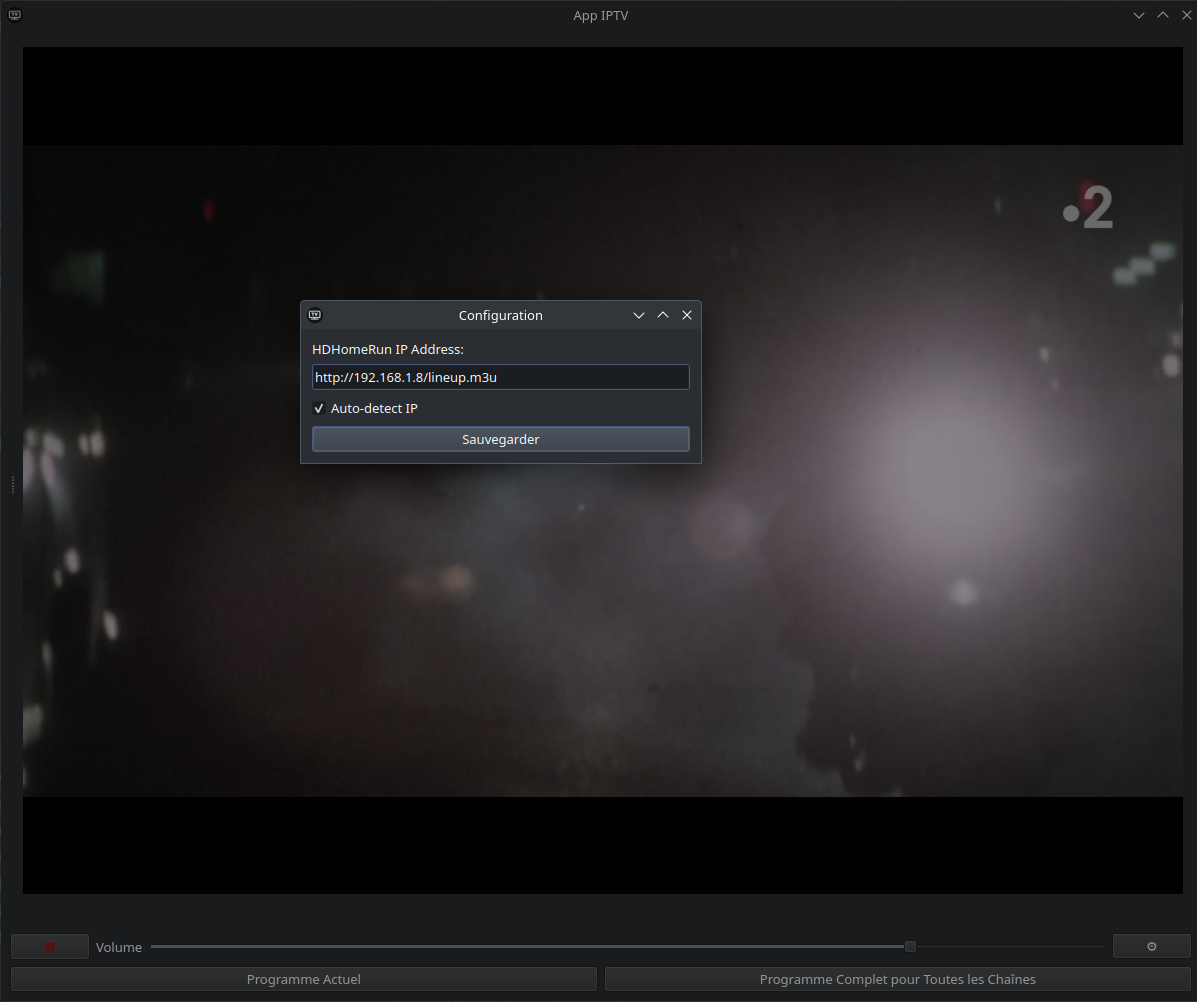 App IPTV
•2
Configuration
HDHomeRun IP Address:
http://192.168.1.8/lineup.m3u
Auto-detect IP
Sauvegarder
Volume
Programme Actuel
Programme Complet pour Toutes les Chaînes